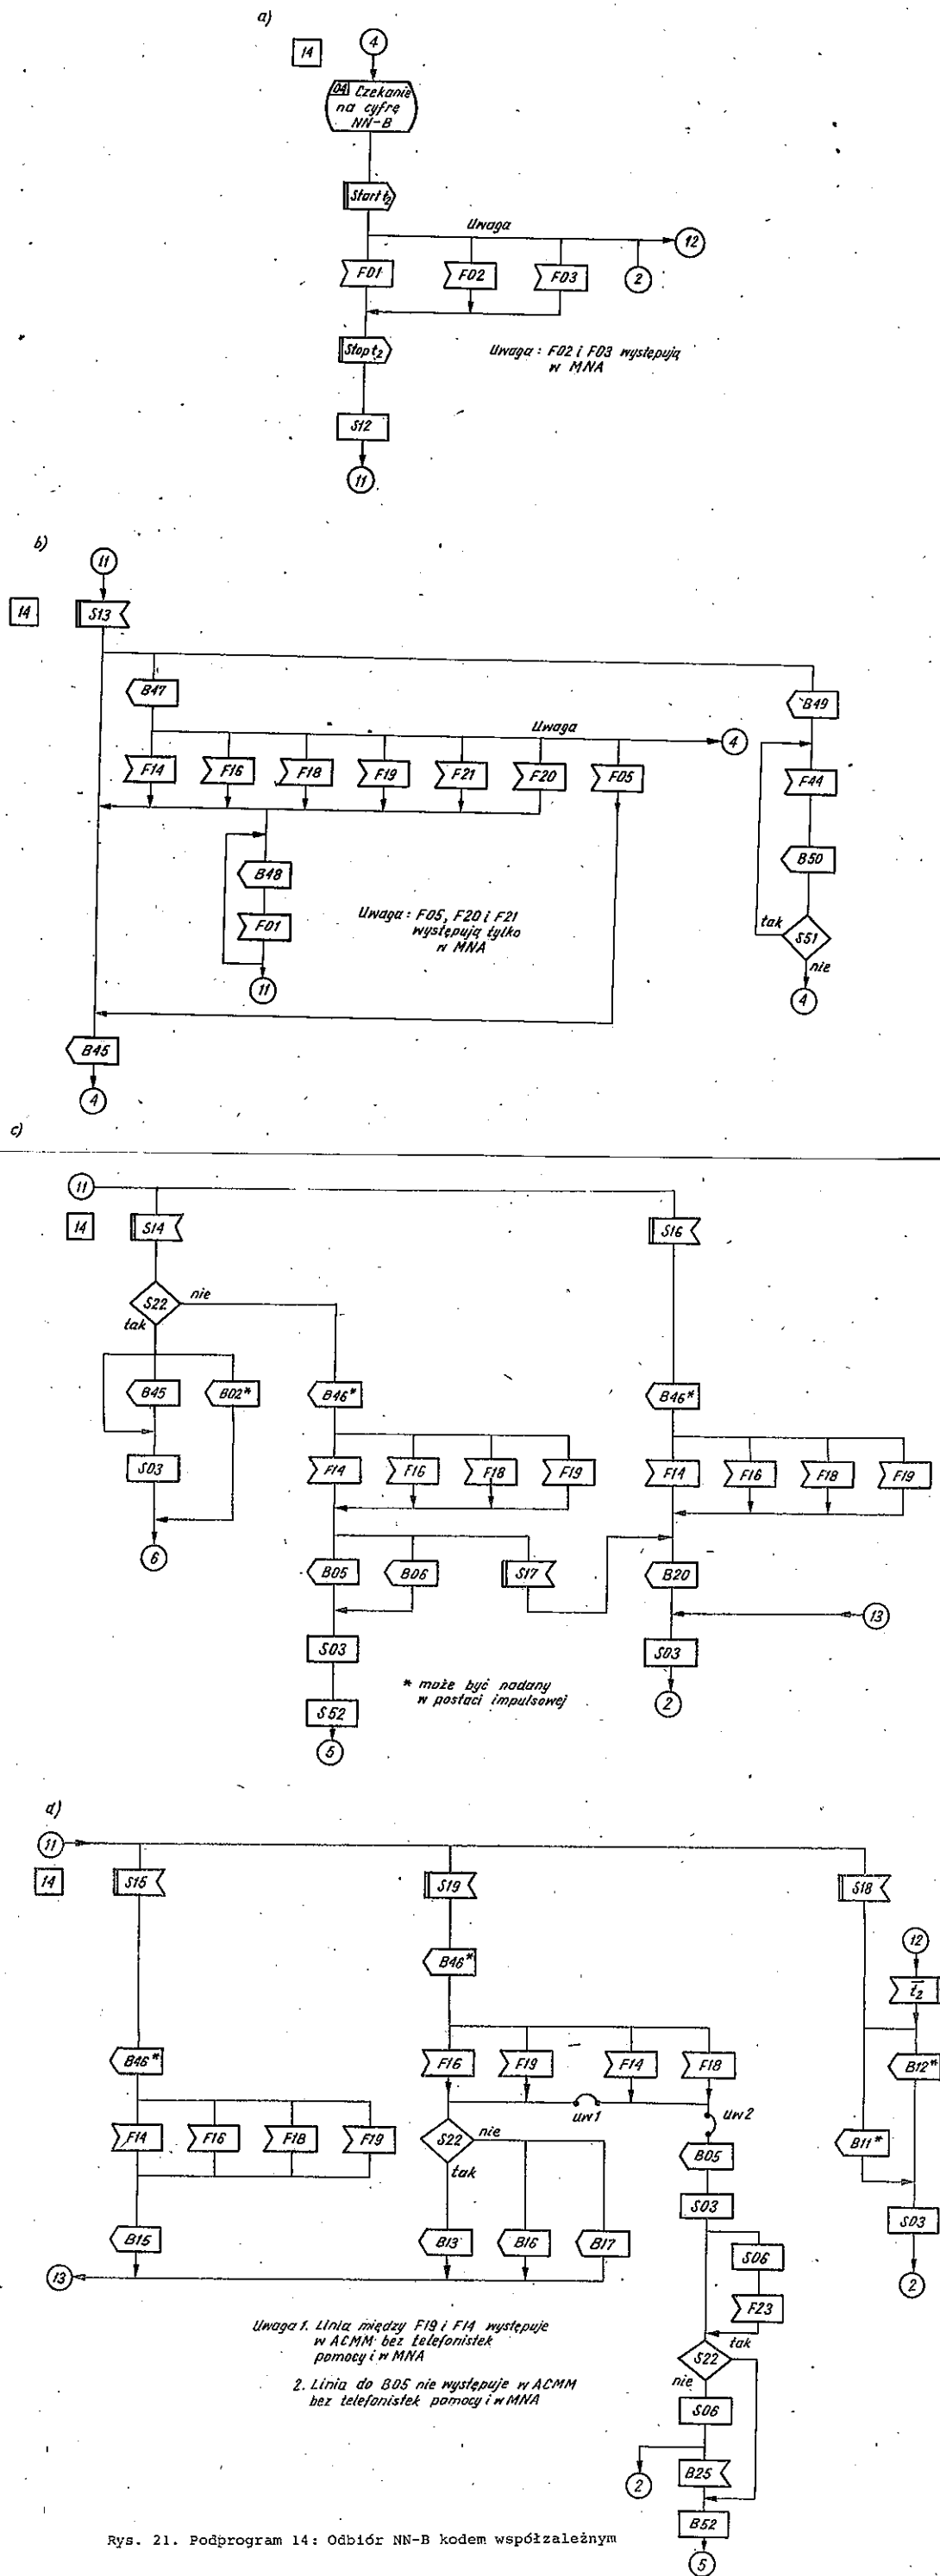 a)
14
4
04 Czekanie
na cyfrę
NN-B
Start t2
Uwaga
12
F01
F02
F03
2
Stop t2
Uwaga : F02 i F03 występują
w MNA
S12
11
b)
11
14
S13
B47
B49
Uwaga
4
F14
F16
F18
F19
F21
F20
F05
F44
B48
B50
F01
Uwaga : F05, F20 i F21
występują tylko
w MNA
tak
S51
nie
11
4
B45
4
c)
11
14
S14
S16
S22
nie
tak
B45
B02*
B46*
B46*
F14
F16
F18
F19
F14
F16
F18
F19
S03
6
B05
B06
S17
B20
13
S03
S03
* może być nadany
w postaci impulsowej
2
S52
5
d)
11
14
S15
S19
S18
12
B46*
t2
F16
F19
F14
F18
B46*
B12*
uw1
uw2
F14
F16
F18
F19
S22
nie
tak
B05
B11*
S03
S03
B15
B13
B16
B17
S06
13
2
F23
Uwaga 1. Linia między F19 i F14 występuje
w ACMM bez telefonistek
pomocy i w MNA
tak
S22
nie
2. Linia do B05 nie występuje w ACMM
bez telefonistek pomocy i w MNA
S06
2
B25
B52
5
Rys. 21. Podprogram 14: Odbiór NN-B kodem współzależnym